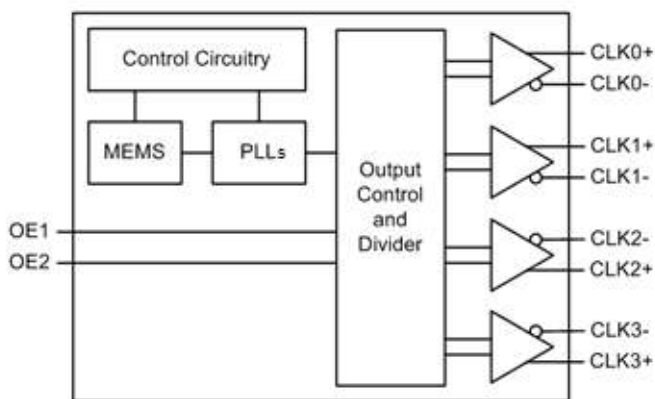 Control Circuitry
MEMS
PLLs
Output
Control
and
Divider
OE1
OE2
CLK0+
CLK0-
CLK1+
CLK1-
CLK2-
CLK2+
CLK3-
CLK3+